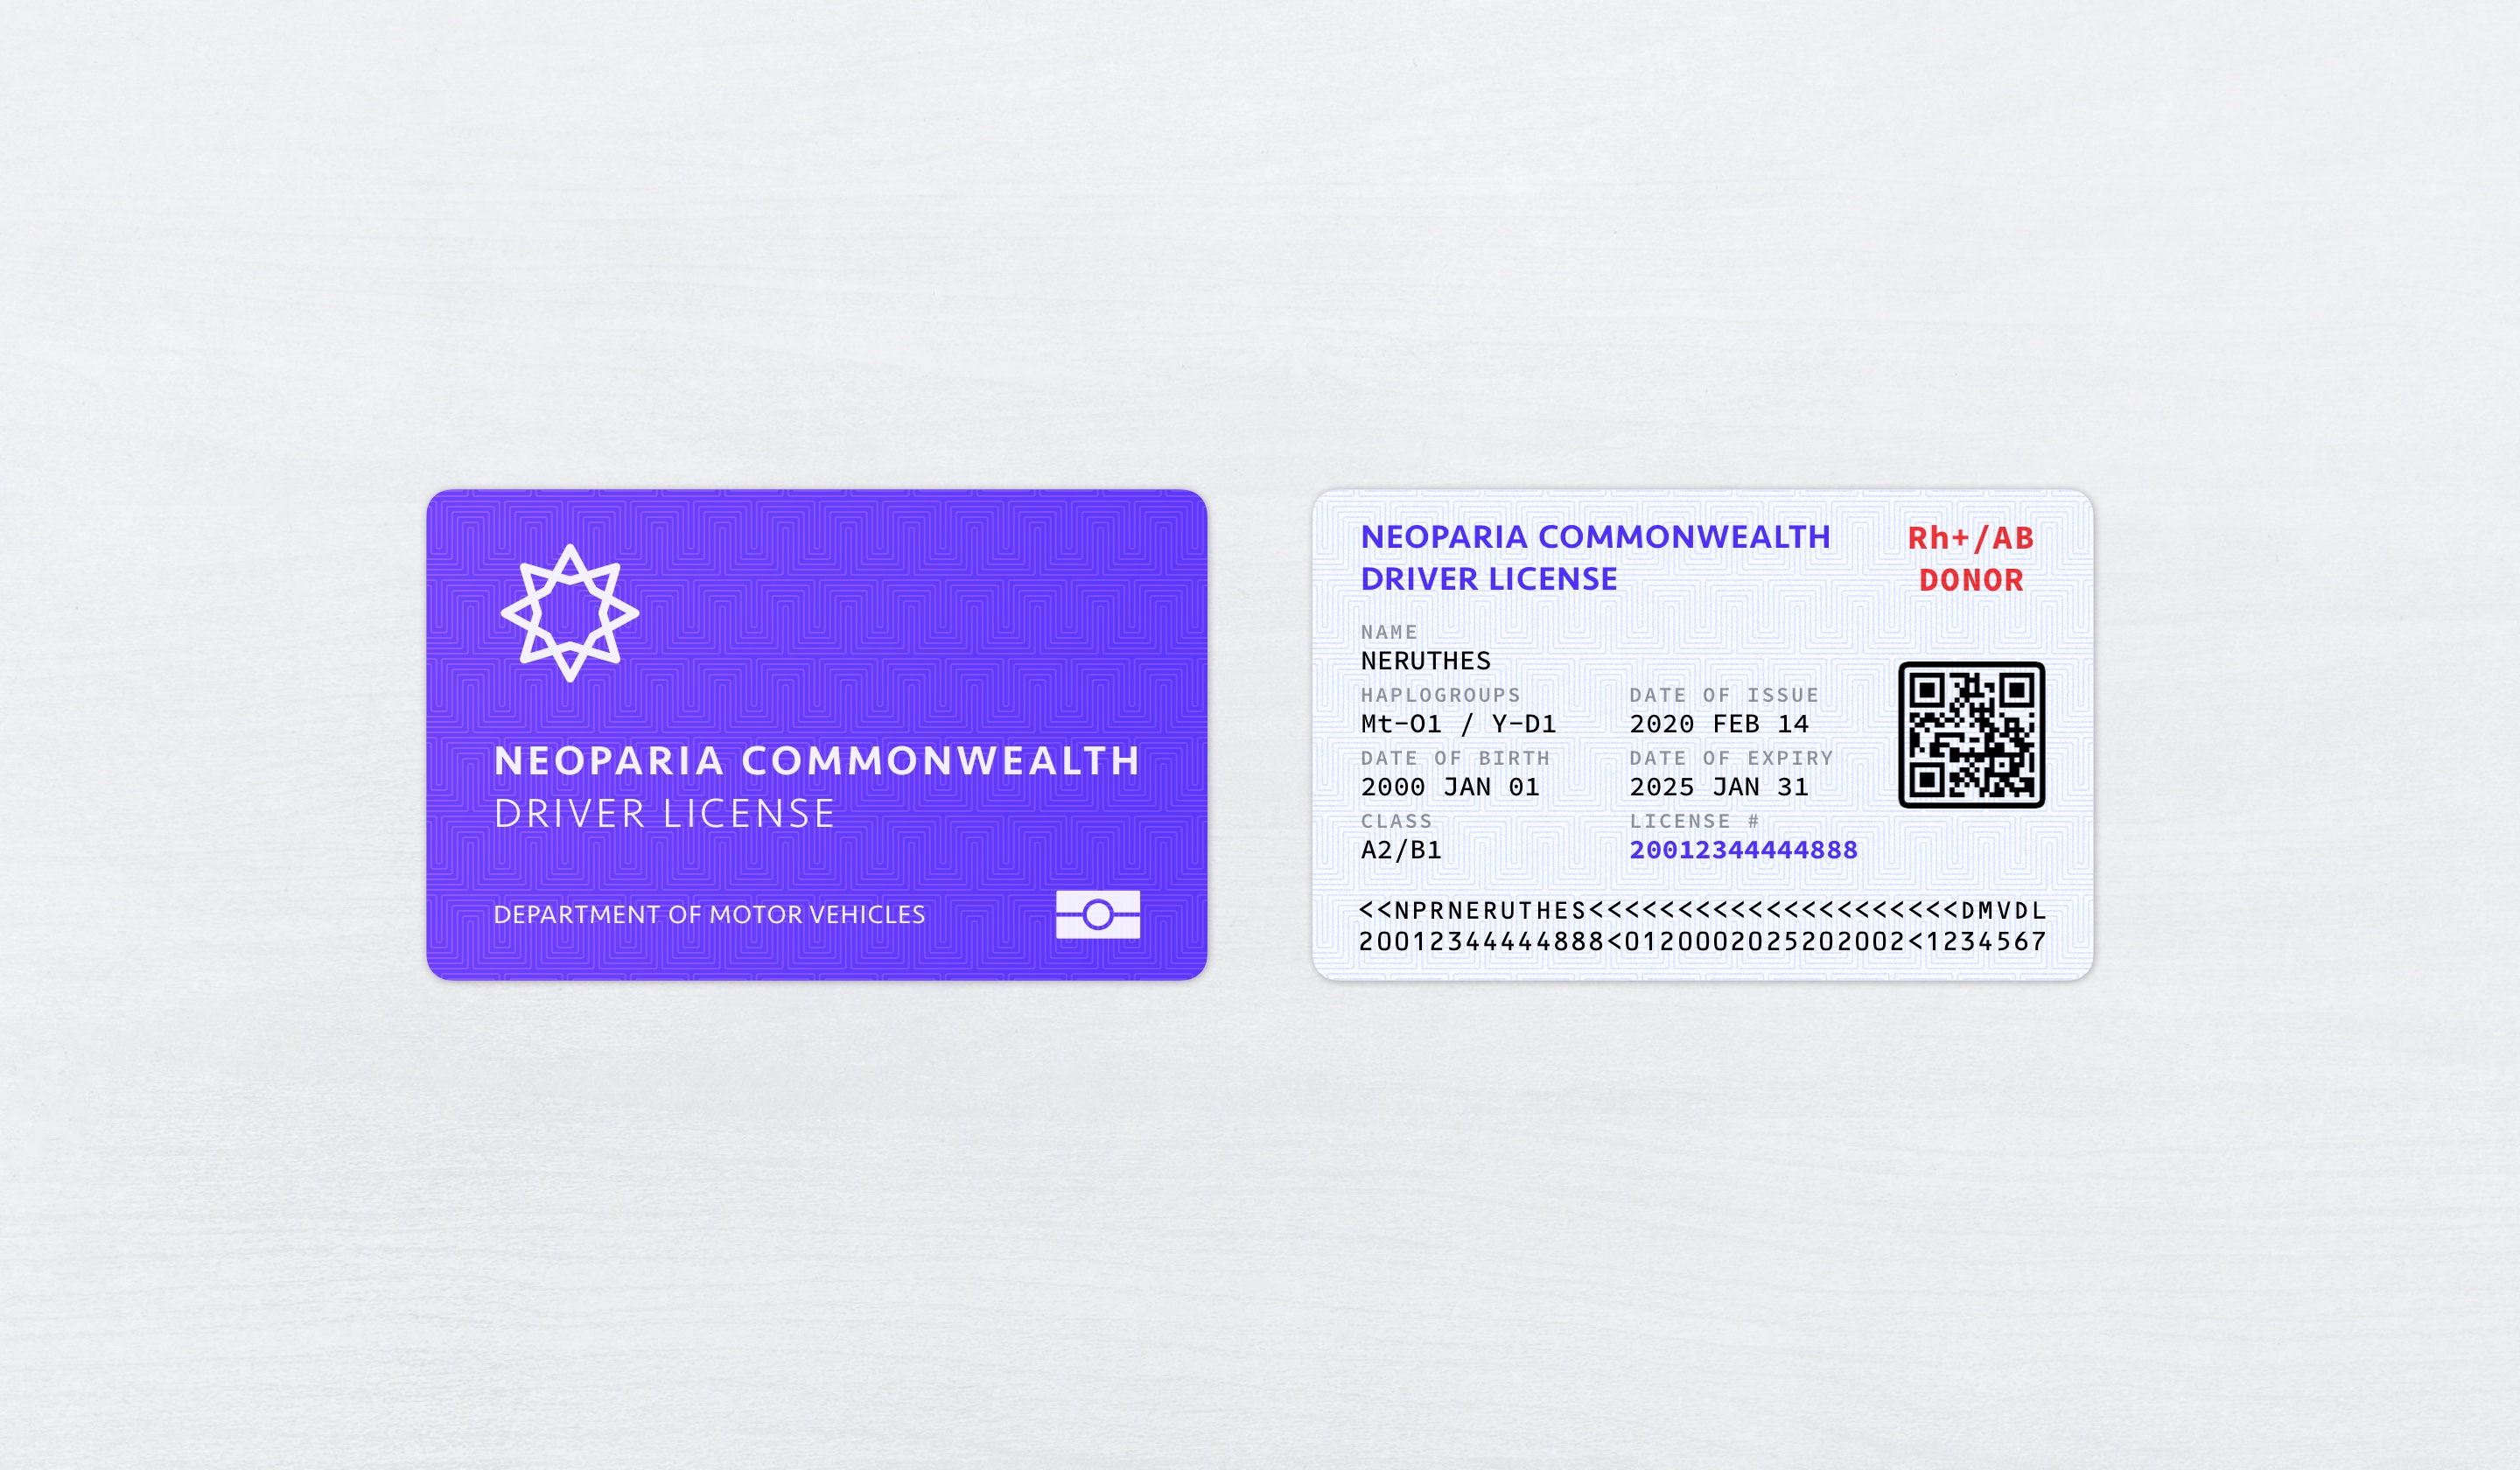 NEOPARIA COMMONWEALTH
DRIVER LICENSE
DEPARTMENT OF MOTOR VEHICLES
NEOPARIA COMMONWEALTH
DRIVER LICENSE
Rh+/AB
DONOR
NAME
NERUTHES
HAPLOGROUPS
Mt-O1 / Y-D1
DATE OF ISSUE
2020 FEB 14
DATE OF BIRTH
2000 JAN 01
DATE OF EXPIRY
2025 JAN 31
CLASS
A2/B1
LICENSE #
20012344444888
<<NPRNERUTHES<<<<<<<<<<<<<<<<<<<<<DMVDL
20012344444888<0120002025202002<1234567